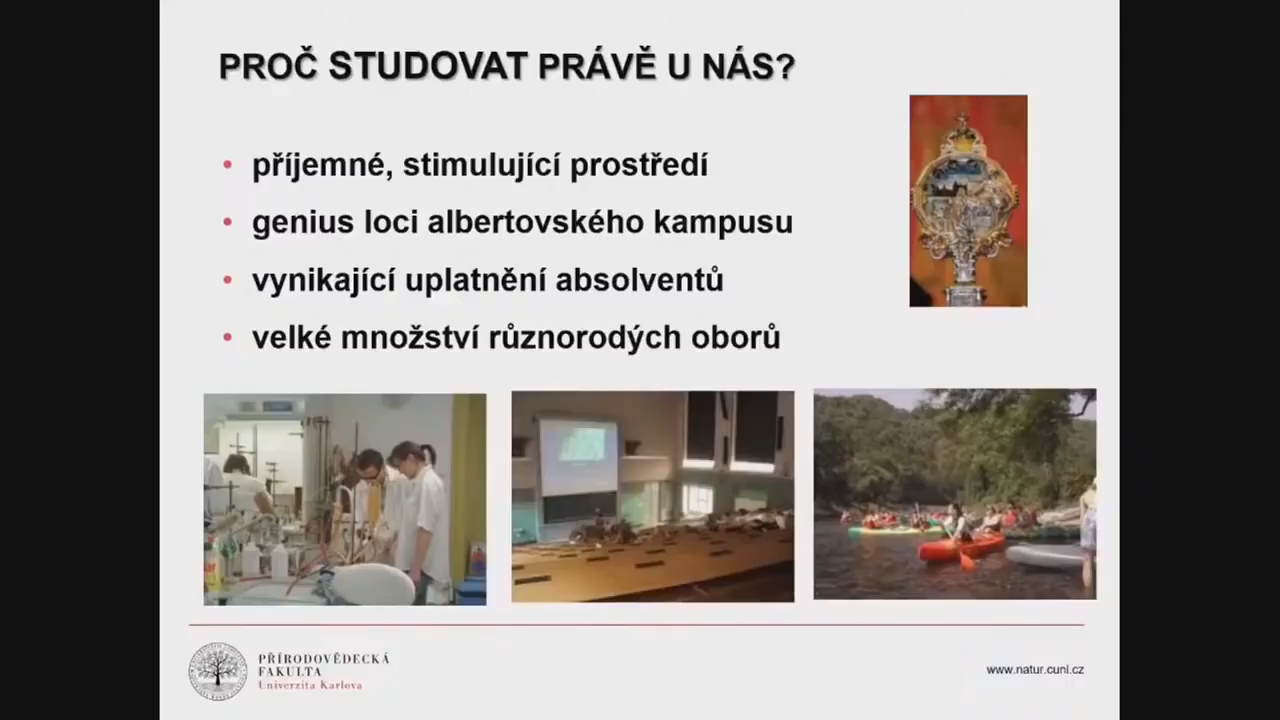 PROČ STUDOVAT PRÁVĚ U NÁS?
• příjemné, stimulující prostředí
• genius loci albertovského kampusu
• vynikající uplatnění absolventů
• velké množství různorodých oborů
PŘÍRODOVĚDECKÁ
FAKULTA
Univerzita Karlova
www.natur.cuni.cz